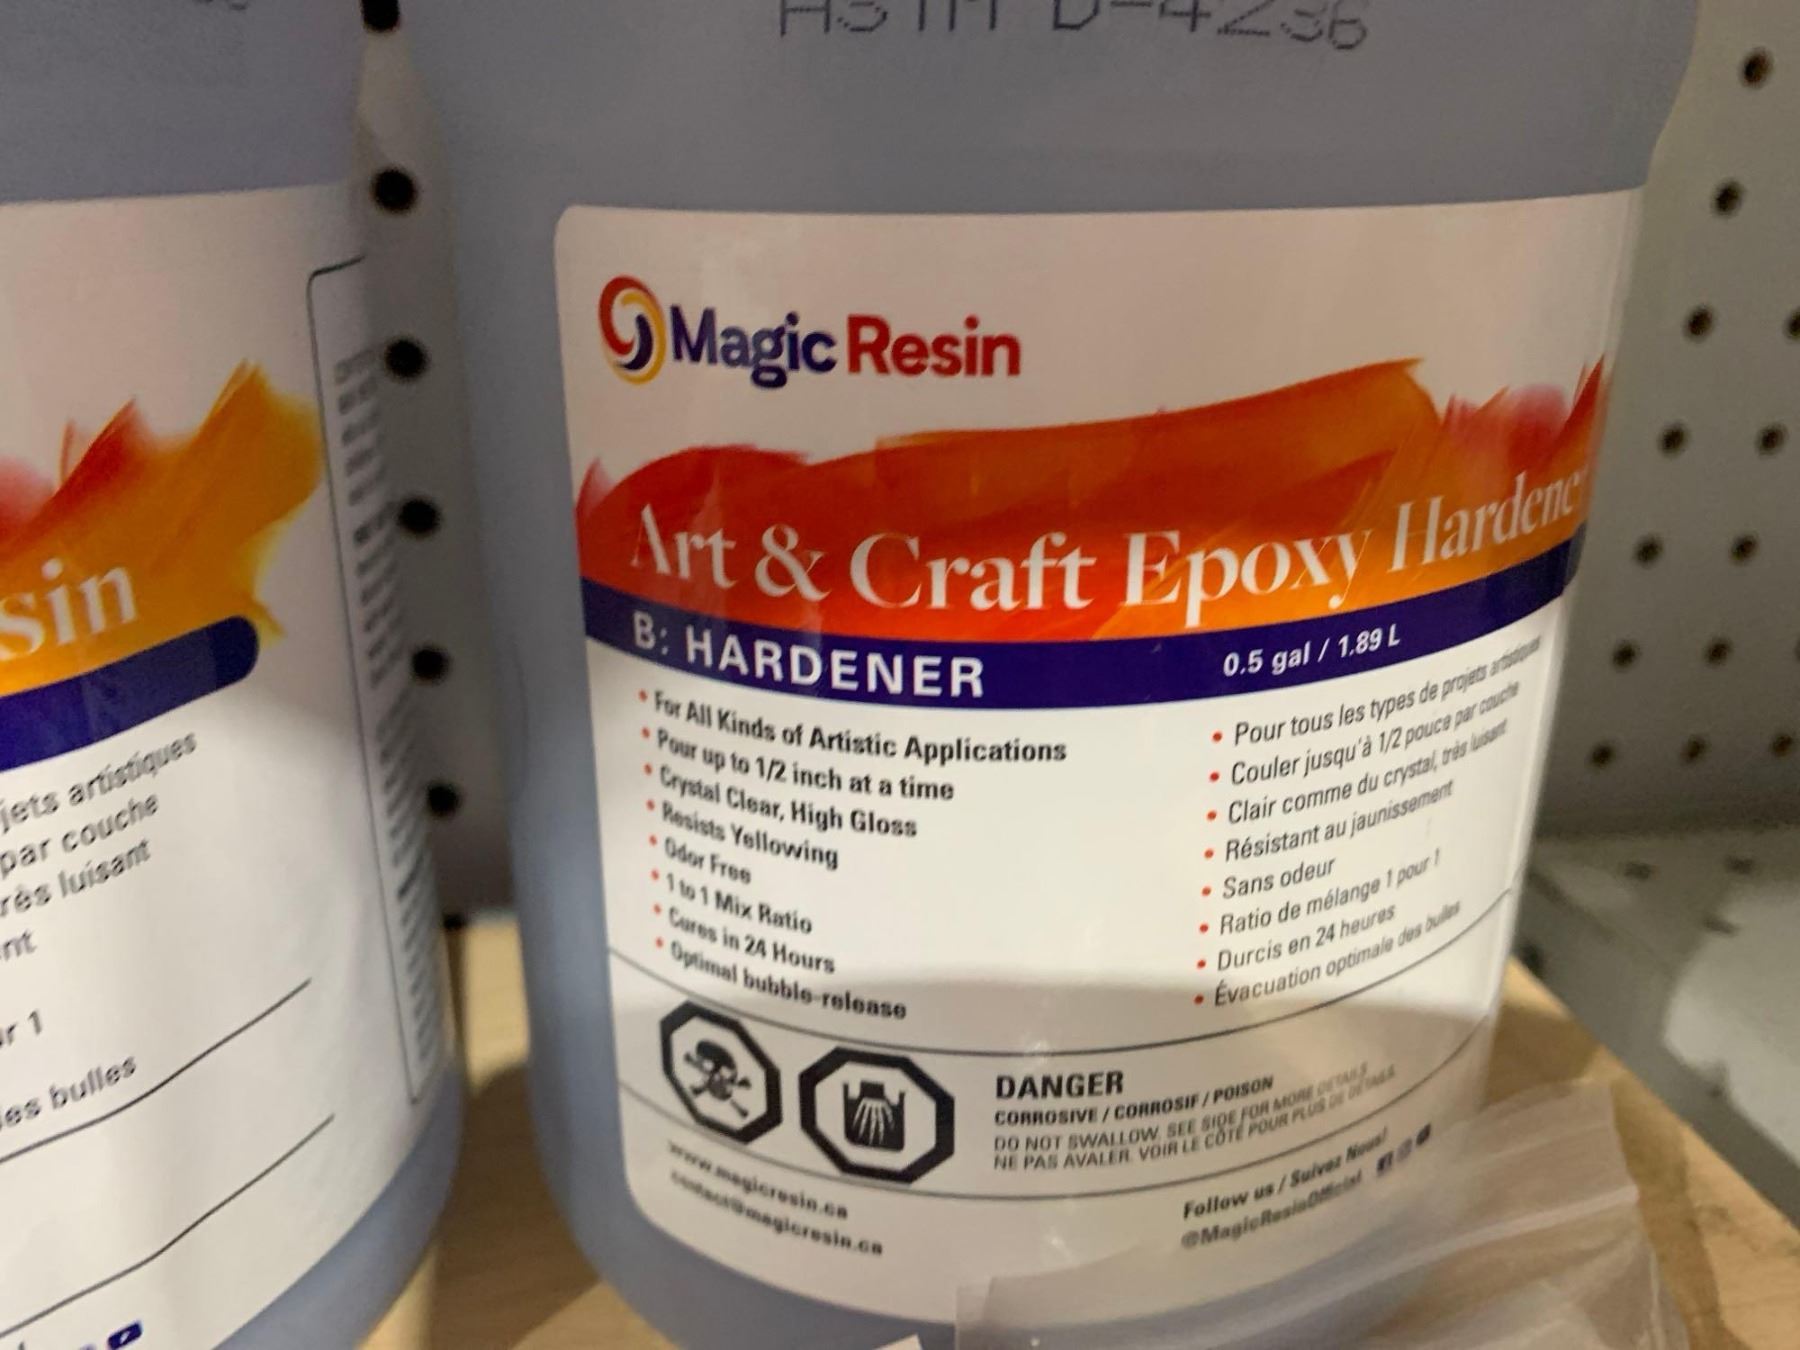 ASTM D-4236
Magic Resin
Art & Craft Epoxy Hardener
B: HARDENER
0.5 gal / 1.89 L
• For All Kinds of Artistic Applications
• Pour up to 1/2 inch at a time
• Crystal Clear, High Gloss
• Resists Yellowing
• Odor Free
• 1 to 1 Mix Ratio
• Cures in 24 Hours
• Optimal bubble-release
• Pour tous les types de projets artistiques
• Couler jusqu'à 1/2 pouce par couche
• Clair comme du crystal, très luisant
• Résistant au jaunissement
• Sans odeur
• Ratio de mélange 1 pour 1
• Durcis en 24 heures
• Évacuation optimale des bulles
DANGER
CORROSIVE / CORROSIF / POISON
DO NOT SWALLOW. SEE SIDE FOR MORE DETAILS
NE PAS AVALER. VOIR LE CÔTÉ POUR PLUS DE DÉTAILS.
www.magicresin.ca
contact@magicresin.ca
Follow us / Suivez Nous!
@MagicResinOfficial
sin
jets artistiques
par couche
rès luisant
nt
r 1
es bulles